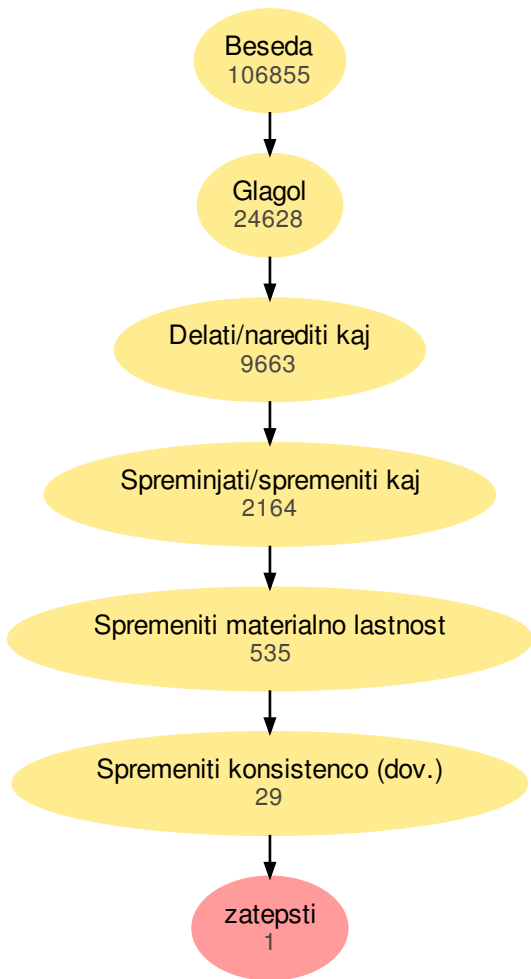 Beseda
106855
Glagol
24628
Delati/narediti kaj
9663
Spreminjati/spremeniti kaj
2164
Spremeniti materialno lastnost
535
Spremeniti konsistenco (dov.)
29
zatepsti
1